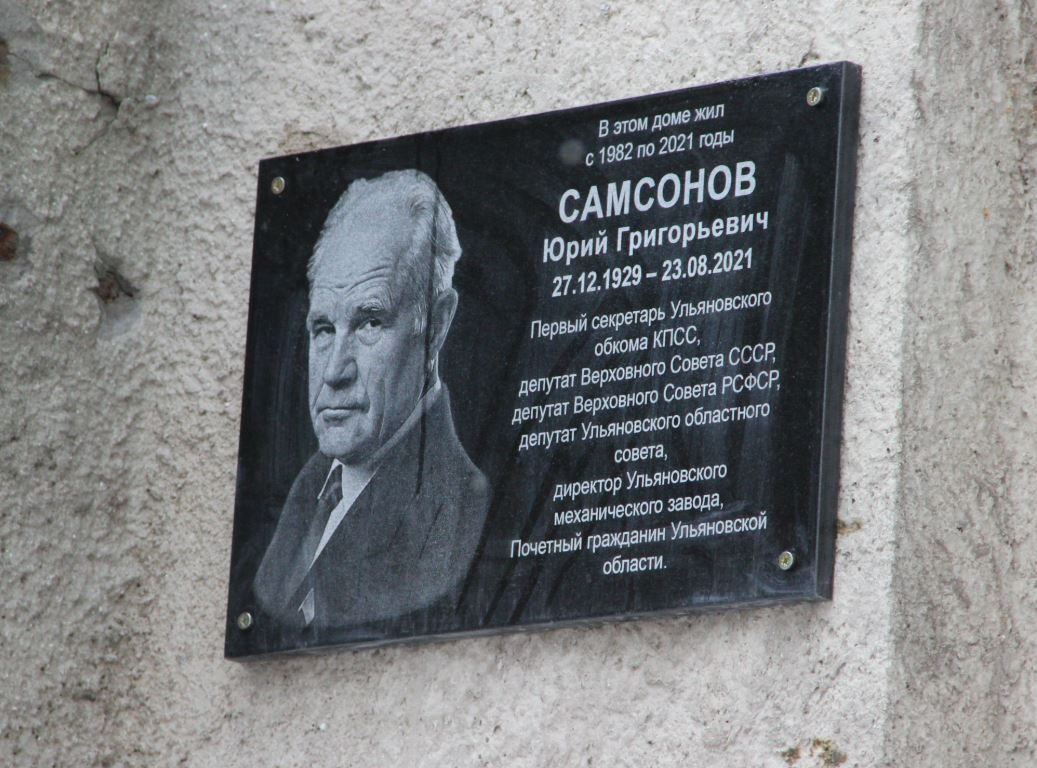 В этом доме жил
с 1982 по 2021 годы
САМСОНОВ
Юрий Григорьевич
27.12.1929 – 23.08.2021
Первый секретарь Ульяновского
обкома КПСС,
депутат Верховного Совета СССР,
депутат Верховного Совета РСФСР,
депутат Ульяновского областного
совета,
директор Ульяновского
механического завода,
Почетный гражданин Ульяновской
области.